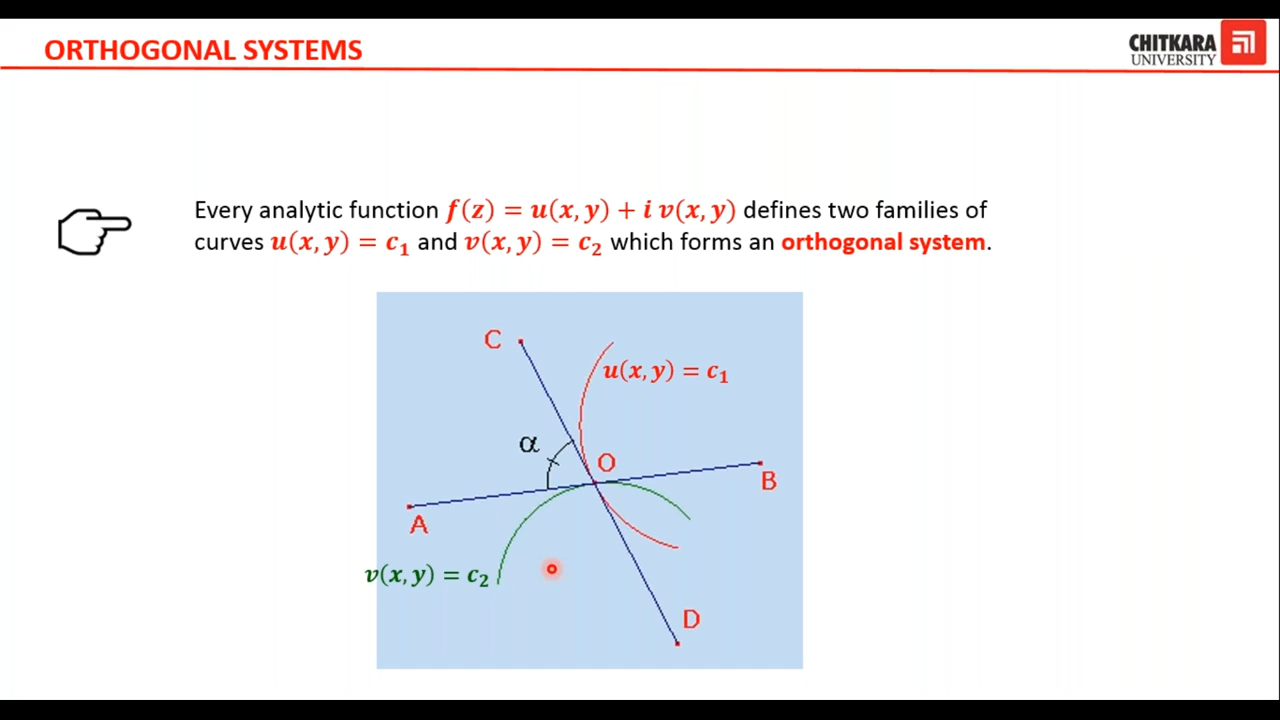 ORTHOGONAL SYSTEMS
CHITKARA
UNIVERSITY
Every analytic function f(z) = u(x, y) + i v(x, y) defines two families of
curves u(x, y) = c₁ and v(x, y) = c₂ which forms an orthogonal system.
C
u(x, y) = c₁
α
O
B
A
v(x, y) = c₂
D